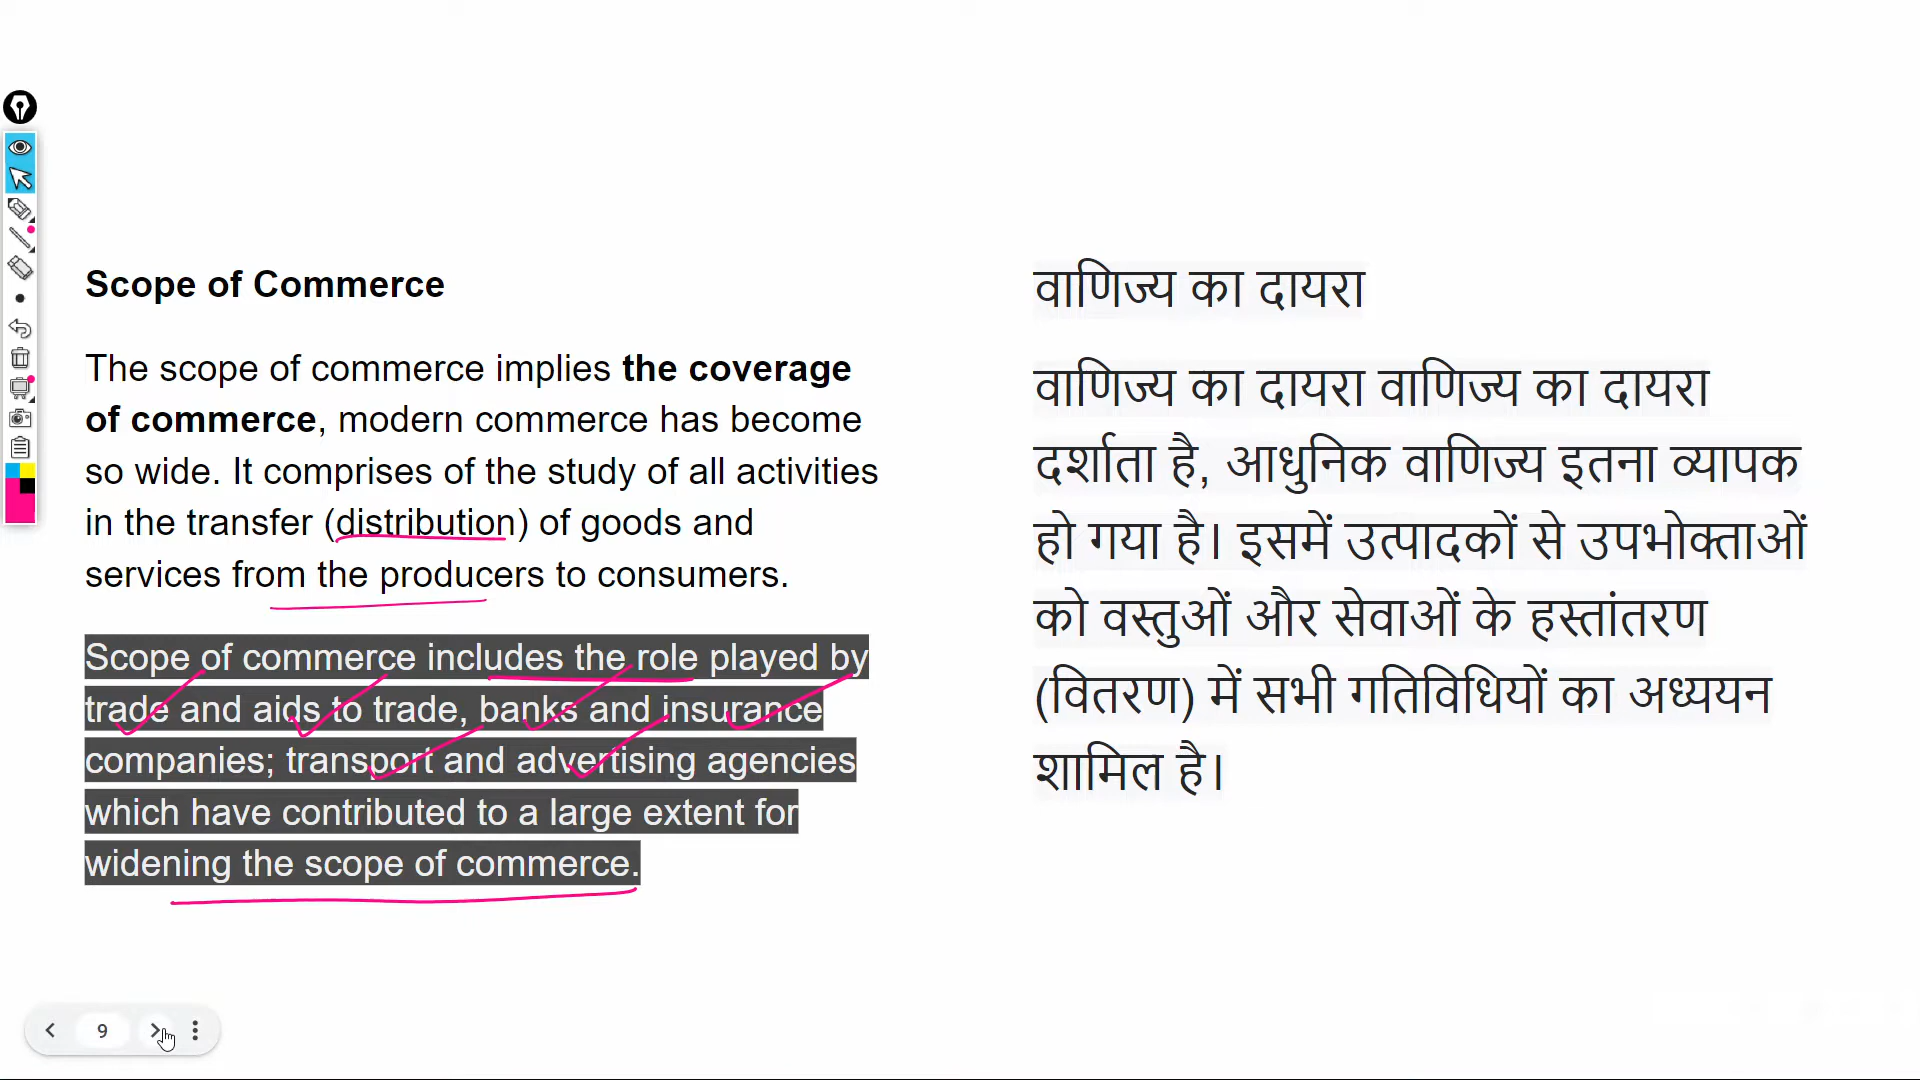 Scope of Commerce
The scope of commerce implies the coverage
of commerce, modern commerce has become
so wide. It comprises of the study of all activities
in the transfer (distribution) of goods and
services from the producers to consumers.
Scope of commerce includes the role played by
trade and aids to trade, banks and insurance
companies; transport and advertising agencies
which have contributed to a large extent for
widening the scope of commerce.
वाणिज्य का दायरा
वाणिज्य का दायरा वाणिज्य का दायरा
दर्शाता है, आधुनिक वाणिज्य इतना व्यापक
हो गया है। इसमें उत्पादकों से उपभोक्ताओं
को वस्तुओं और सेवाओं के हस्तांतरण
(वितरण) में सभी गतिविधियों का अध्ययन
शामिल है।
9